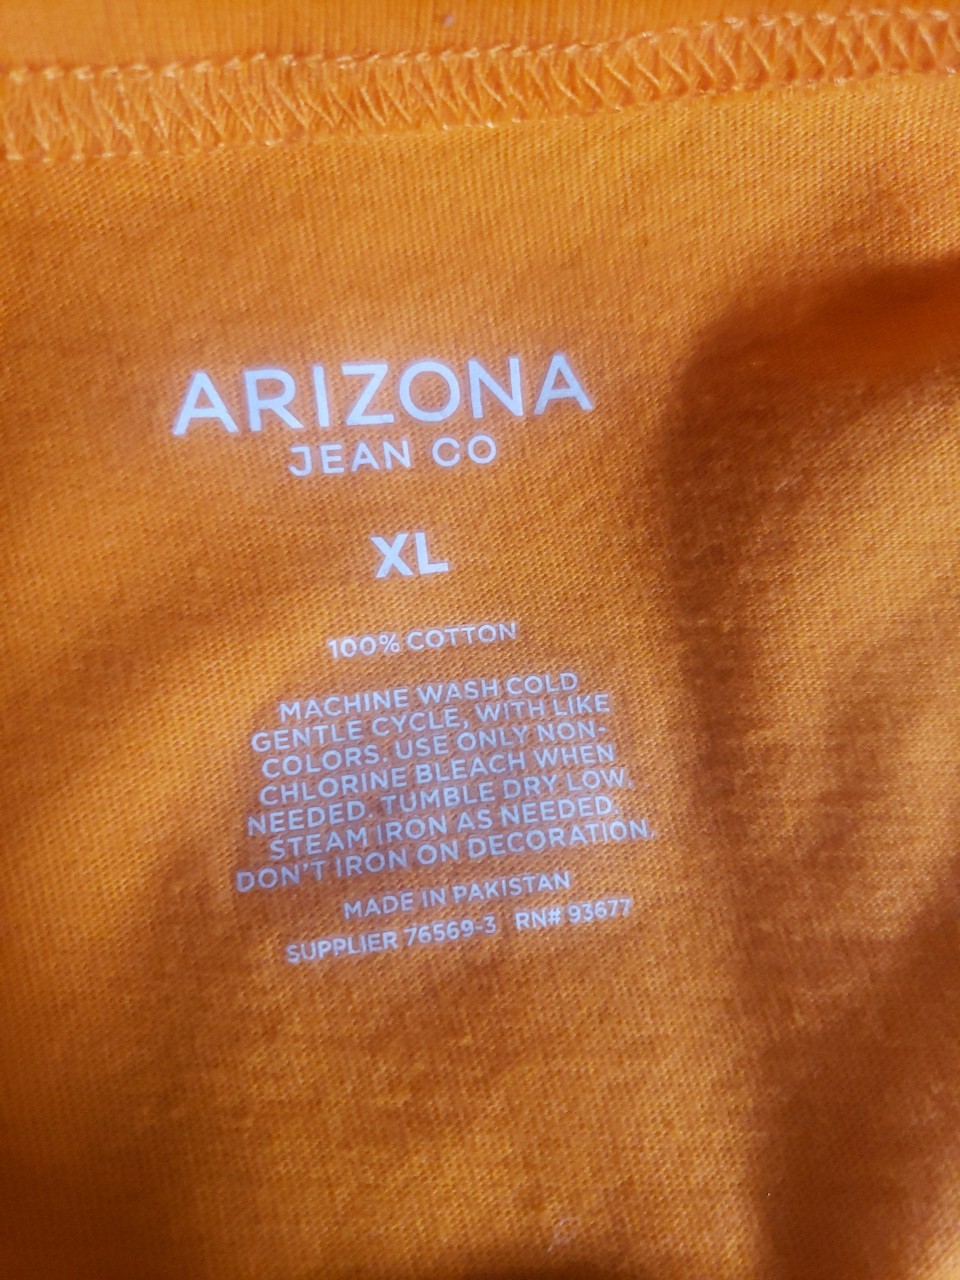 ARIZONA
JEAN CO
XL
100% COTTON
MACHINE WASH COLD
GENTLE CYCLE, WITH LIKE
COLORS. USE ONLY NON-
CHLORINE BLEACH WHEN
NEEDED. TUMBLE DRY LOW.
STEAM IRON AS NEEDED.
DON'T IRON ON DECORATION.
MADE IN PAKISTAN
SUPPLIER 76569-3 RN# 93677